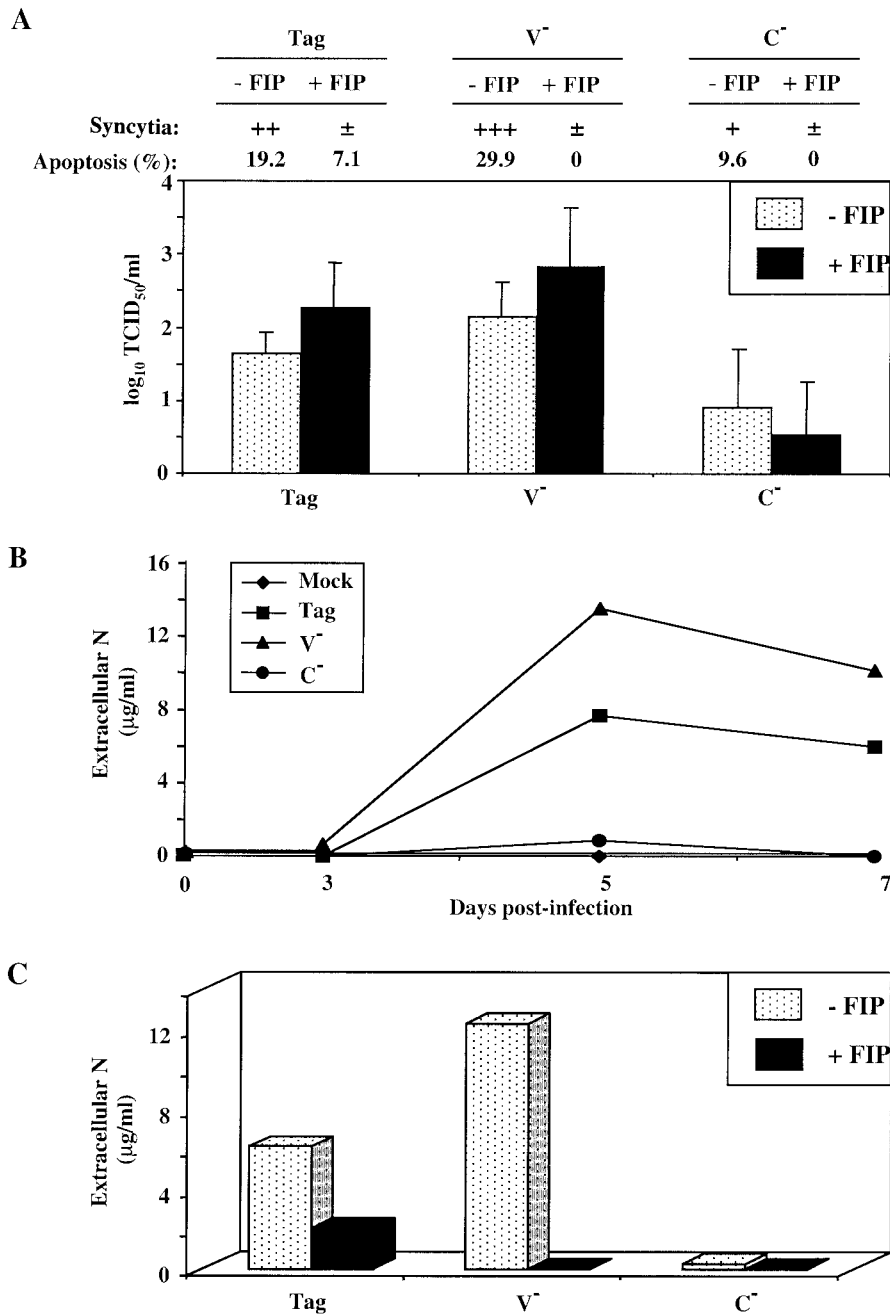 A
Tag V⁻ C⁻
- FIP + FIP - FIP + FIP - FIP + FIP
Syncytia: ++ ± +++ ± + ±
Apoptosis (%): 19.2 7.1 29.9 0 9.6 0
4
3
2
1
0
log₁₀ TCID₅₀/ml
- FIP
+ FIP
Tag V⁻ C⁻
B
16
12
8
4
0
Extracellular N
(μg/ml)
Mock
Tag
V⁻
C⁻
0 3 5 7
Days post-infection
C
12
8
4
0
Extracellular N
(μg/ml)
- FIP
+ FIP
Tag V⁻ C⁻